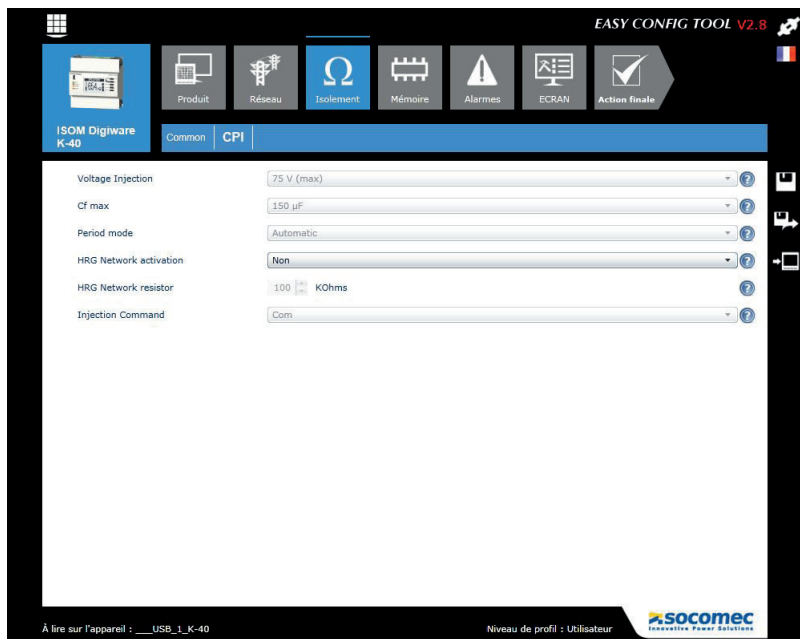 EASY CONFIG TOOL V2.8
Produit
Réseau
Isolement
Mémoire
Alarmes
ECRAN
Action finale
ISOM Digiware
K-40
Common
CPI
Voltage Injection
75 V (max)
Cf max
150 µF
Period mode
Automatic
HRG Network activation
Non
HRG Network resistor
100
KOhms
Injection Command
Com
À lire sur l'appareil : ___USB_1_K-40
Niveau de profil : Utilisateur
socomec
Innovative Power Solutions